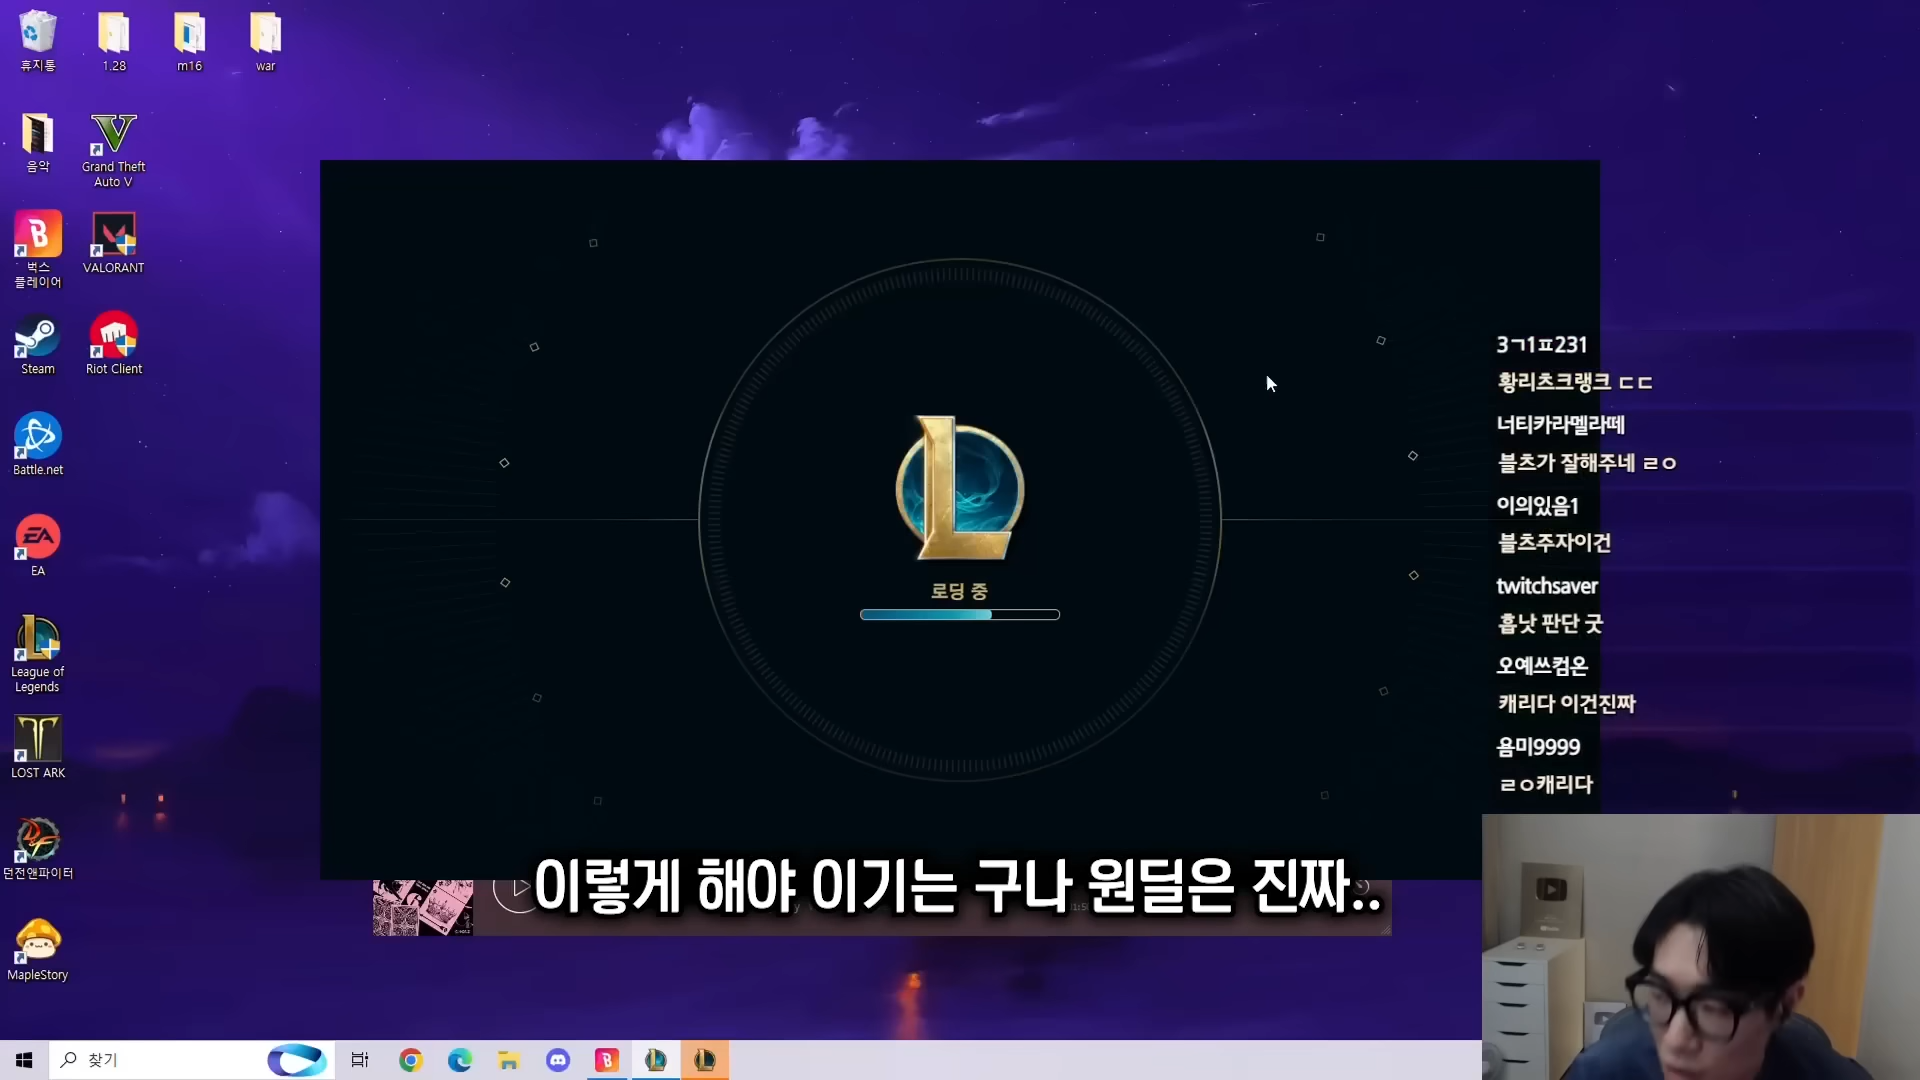 휴지통
1.28
m16
war
음악
Grand Theft
Auto V
벅스
플레이어
VALORANT
Steam
Riot Client
Battle.net
EA
EA
League of
Legends
LOST ARK
던전앤파이터
MapleStory
로딩 중
3ㄱ1ㅍ231
황리츠크랭크 ㄷㄷ
너티카라멜라떼
블츠가 잘해주네 ㄹㅇ
이의있음1
블츠주자이건
twitchsaver
흡낫 판단 굿
오예쓰컴온
캐리다 이건진짜
욤미9999
ㄹㅇ캐리다
이렇게 해야 이기는 구나 원딜은 진짜..
찾기